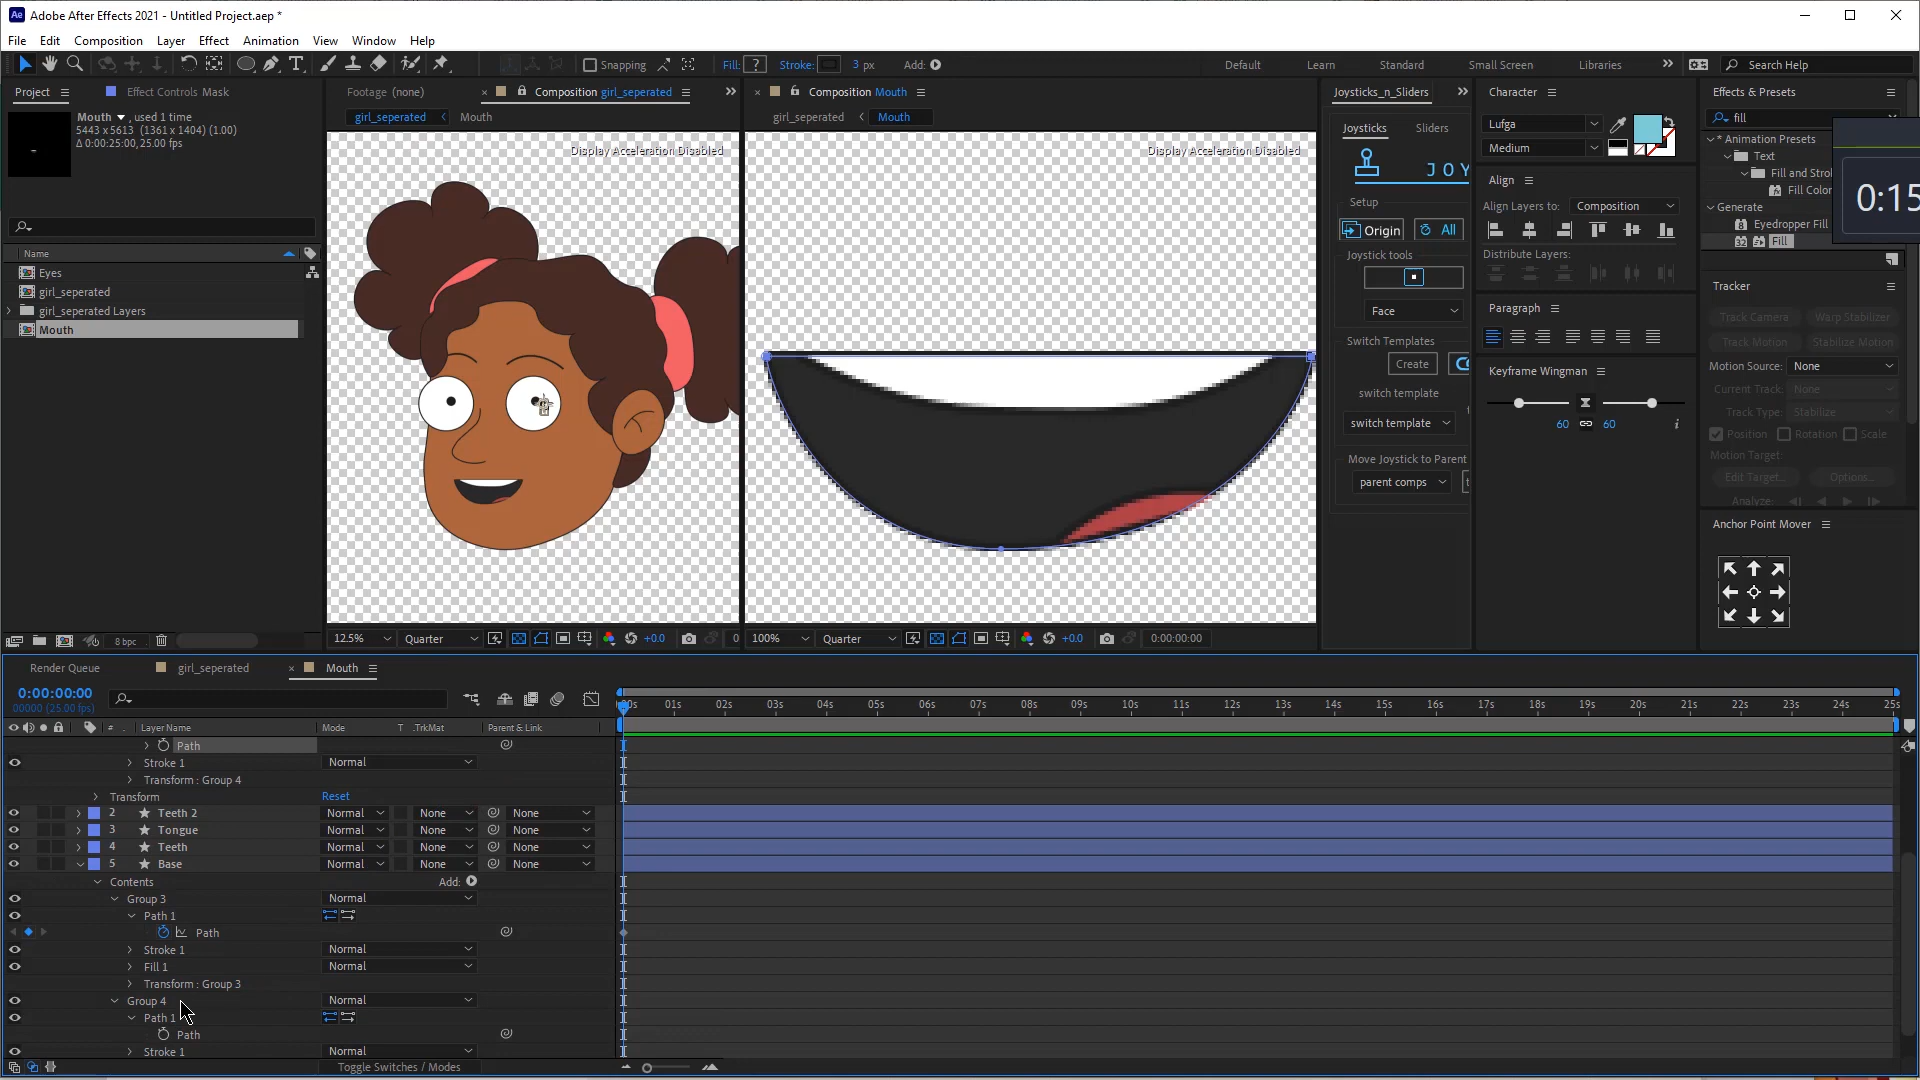 Adobe After Effects 2021 - Untitled Project.aep *
File Edit Composition Layer Effect Animation View Window Help
Snapping Fill: ? Stroke: 3 px Add: Default Learn Standard Small Screen Libraries Search Help
Project Effect Controls Mask
Mouth , used 1 time
5443 x 5613 (1361 x 1404) (1.00)
Δ 0:00:25:00, 25.00 fps)
Name
Eyes
girl_seperated
girl_seperated Layers
Mouth
8 bpc
Footage (none) Composition girl_seperated
girl_seperated Mouth
Display Acceleration Disabled
12.5% Quarter +0.0 0
Composition Mouth
girl_seperated Mouth
Display Acceleration Disabled
100% Quarter +0.0 0:00:00:00
Joysticks_n_Sliders
Joysticks Sliders
J O Y
Setup
Origin All
Joystick tools
Face
Switch Templates
Create
switch template
switch template
Move Joystick to Parent
parent comps
Character
Lufga
Medium
Align
Align Layers to: Composition
Distribute Layers:
Paragraph
Keyframe Wingman
60 60
Effects & Presets
fill
* Animation Presets
Text
Fill and Stro
Fill Color
Generate
Eyedropper Fill
Fill
0:15
Tracker
Track Camera Warp Stabilizer
Track Motion Stabilize Motion
Motion Source: None
Current Track: None
Track Type: Stabilize
Position Rotation Scale
Motion Target:
Edit Target... Options...
Analyze:
Anchor Point Mover
Render Queue girl_seperated Mouth
0:00:00:00
00000 (25.00 fps)
01s 02s 03s 04s 05s 06s 07s 08s 09s 10s 11s 12s 13s 14s 15s 16s 17s 18s 19s 20s 21s 22s 23s 24s 25s
# Layer Name Mode T .TrkMat Parent & Link
Path
Stroke 1 Normal
Transform : Group 4
Transform Reset
2 Teeth 2 Normal None None
3 Tongue Normal None None
4 Teeth Normal None None
5 Base Normal None None
Contents Add:
Group 3 Normal
Path 1
Path
Stroke 1 Normal
Fill 1 Normal
Transform : Group 3
Group 4 Normal
Path 1
Path
Stroke 1 Normal
Toggle Switches / Modes